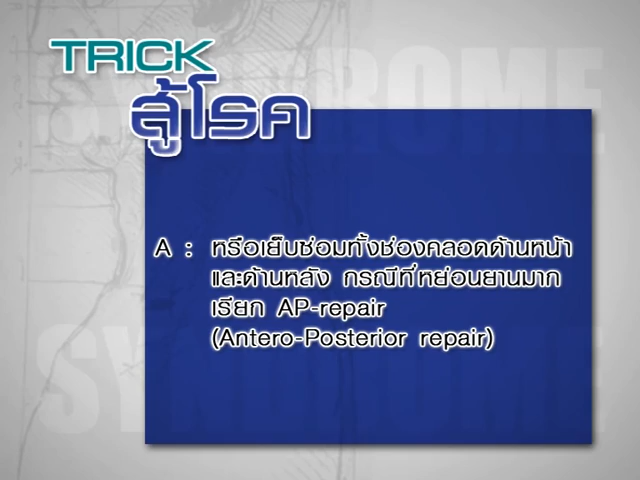 SYNDROME
TRICK
สู้โรค
A : หรือเย็บซ่อมทั้งช่องคลอดด้านหน้า
และด้านหลัง กรณีที่หย่อนยานมาก
เรียก AP-repair
(Antero-Posterior repair)
SYNDROME